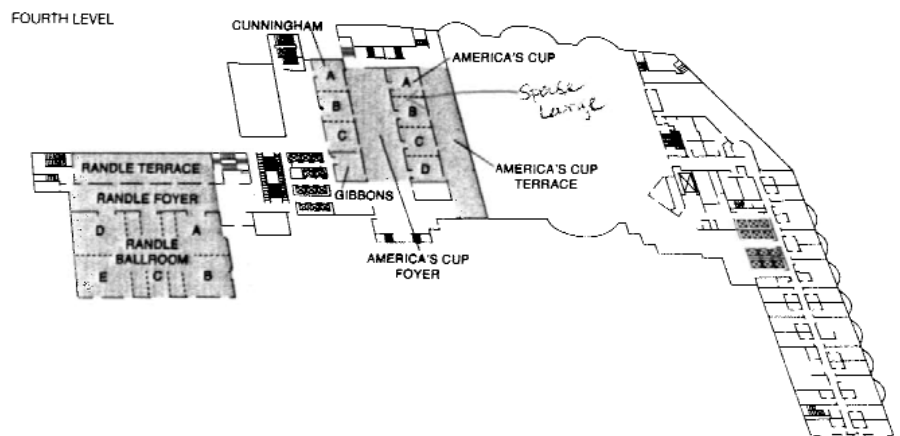 FOURTH LEVEL
CUNNINGHAM
AMERICA'S CUP
A
A
Spouse
Lounge
B
B
C
C
D
AMERICA'S CUP
TERRACE
GIBBONS
RANDLE TERRACE
RANDLE FOYER
D
A
RANDLE
BALLROOM
E
C
B
AMERICA'S CUP
FOYER